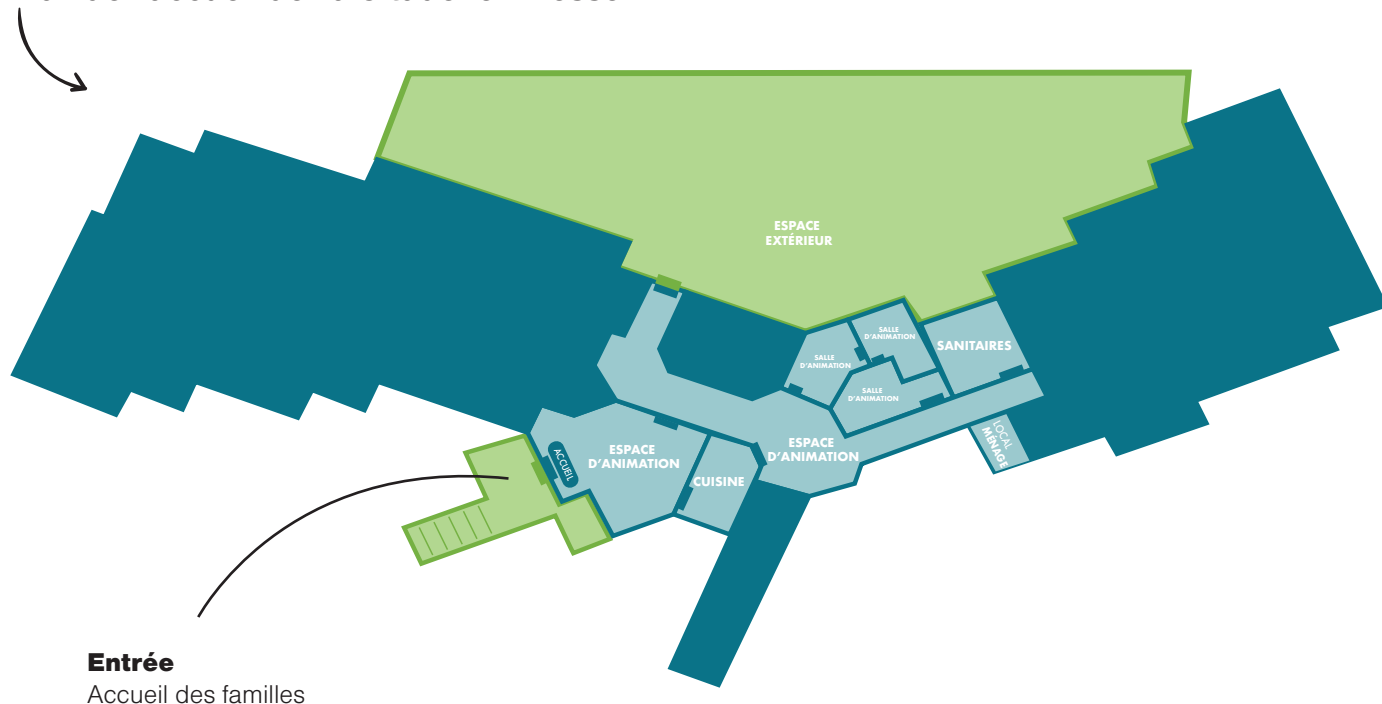 ESPACE
EXTÉRIEUR
SALLE
D'ANIMATION
SALLE
D'ANIMATION
SANITAIRES
SALLE
D'ANIMATION
LOCAL
MÉNAGE
ESPACE
D'ANIMATION
ESPACE
D'ANIMATION
ACCUEIL
CUISINE
Entrée
Accueil des familles